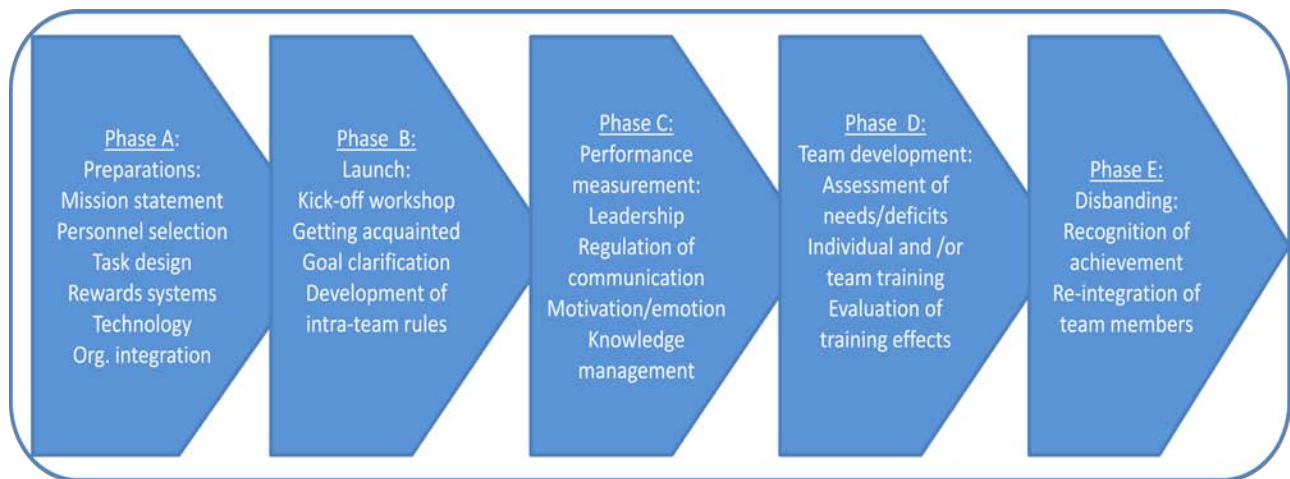 Phase A:
Preparations:
Mission statement
Personnel selection
Task design
Rewards systems
Technology
Org. integration
Phase B:
Launch:
Kick-off workshop
Getting acquainted
Goal clarification
Development of
intra-team rules
Phase C:
Performance
measurement:
Leadership
Regulation of
communication
Motivation/emotion
Knowledge
management
Phase D:
Team development:
Assessment of
needs/deficits
Individual and /or
team training
Evaluation of
training effects
Phase E:
Disbanding:
Recognition of
achievement
Re-integration of
team members